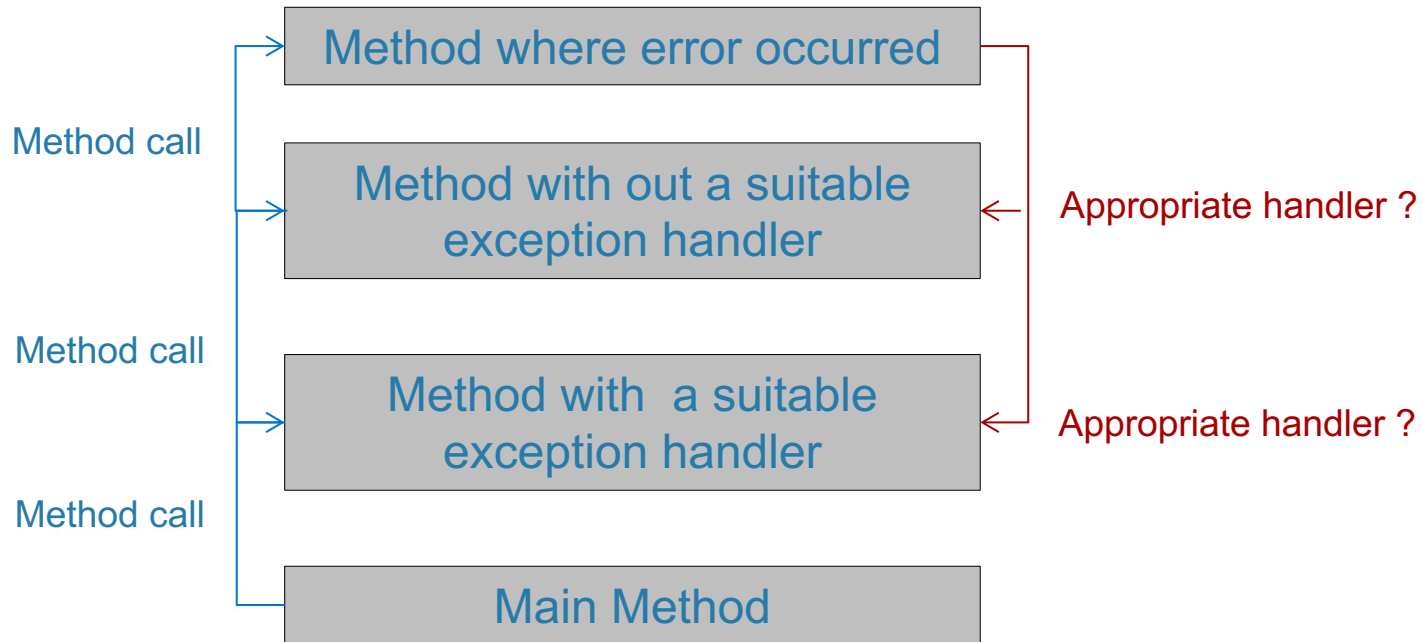 Method where error occurred
Method call
Method with out a suitable
exception handler
Appropriate handler ?
Method call
Method with  a suitable
exception handler
Appropriate handler ?
Method call
Main Method